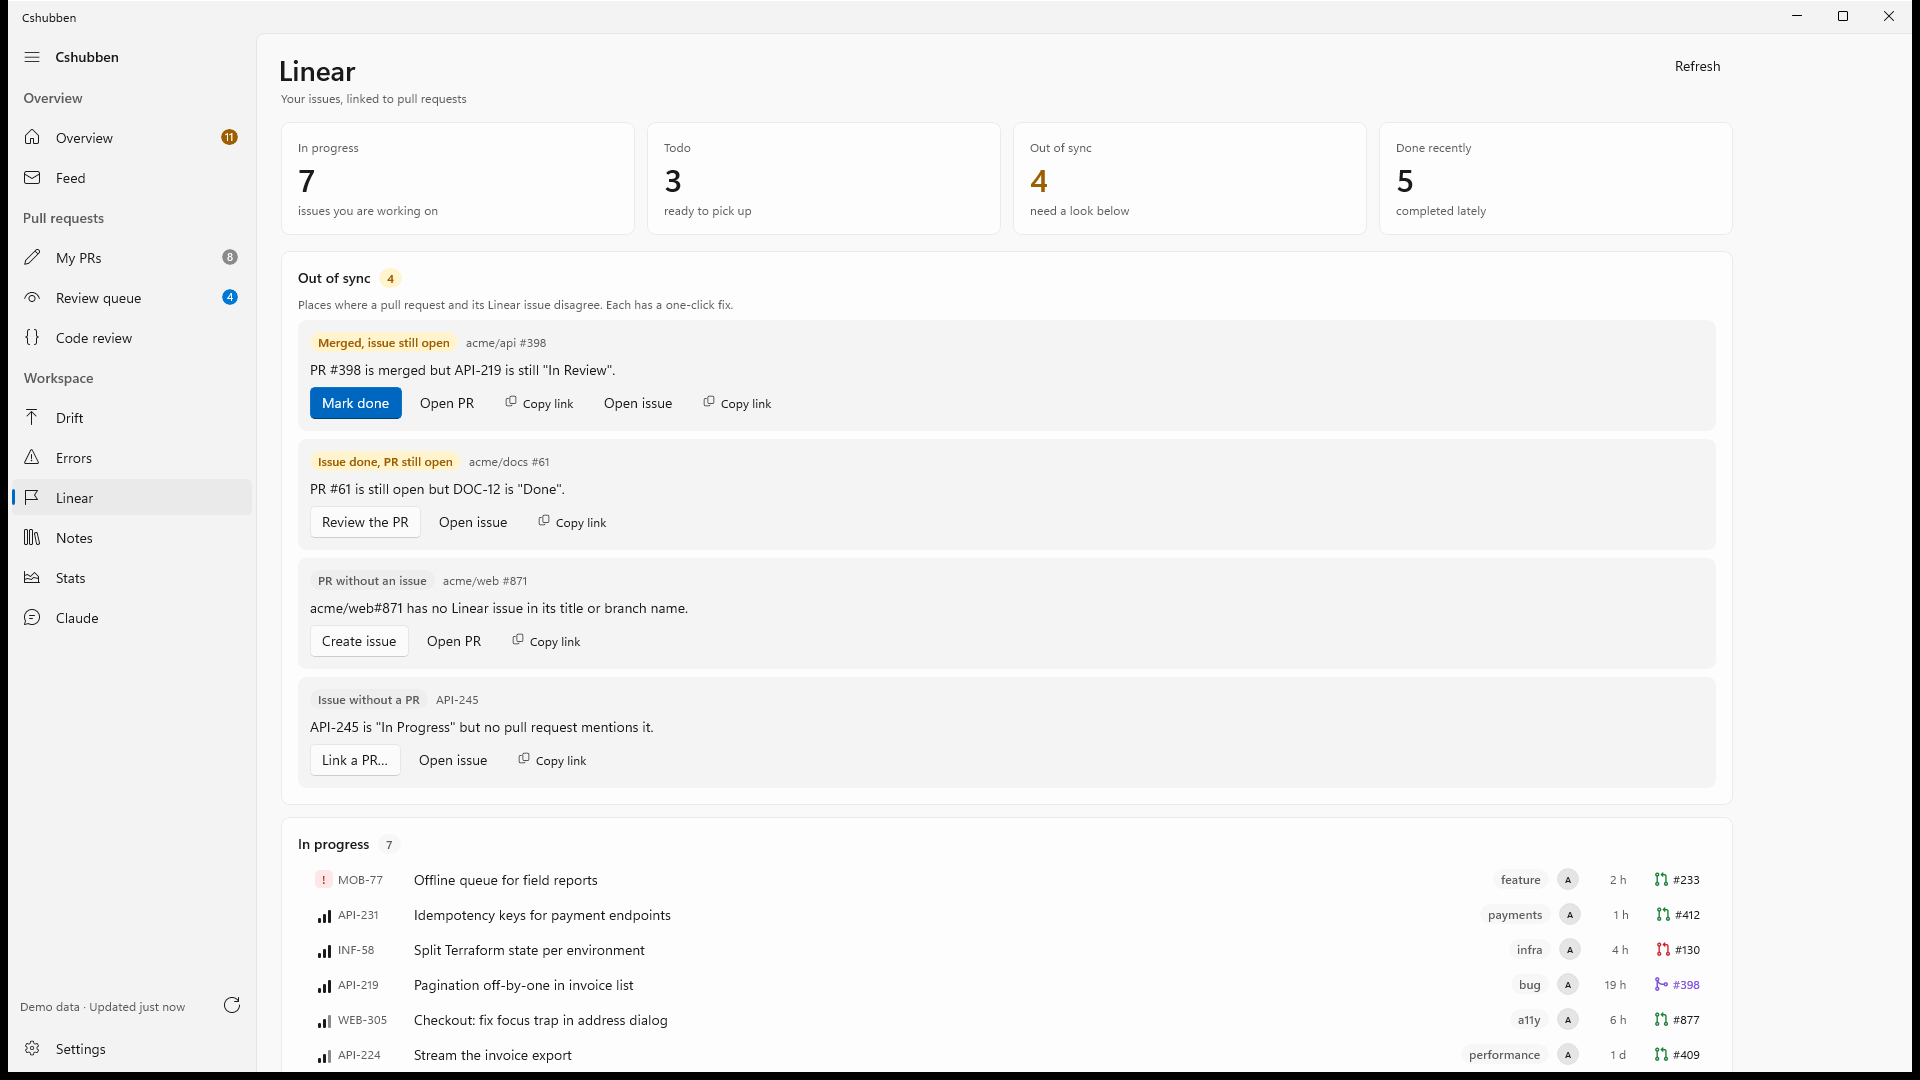 Cshubben
Cshubben
Overview
Overview 11
Feed
Pull requests
My PRs 8
Review queue 4
Code review
Workspace
Drift
Errors
Linear
Notes
Stats
Claude
Demo data · Updated just now
Settings
Linear
Refresh
Your issues, linked to pull requests
In progress
7
issues you are working on
Todo
3
ready to pick up
Out of sync
4
need a look below
Done recently
5
completed lately
Out of sync 4
Places where a pull request and its Linear issue disagree. Each has a one-click fix.
Merged, issue still open acme/api #398
PR #398 is merged but API-219 is still "In Review".
Mark done Open PR Copy link Open issue Copy link
Issue done, PR still open acme/docs #61
PR #61 is still open but DOC-12 is "Done".
Review the PR Open issue Copy link
PR without an issue acme/web #871
acme/web#871 has no Linear issue in its title or branch name.
Create issue Open PR Copy link
Issue without a PR API-245
API-245 is "In Progress" but no pull request mentions it.
Link a PR... Open issue Copy link
In progress 7
! MOB-77 Offline queue for field reports feature A 2 h #233
API-231 Idempotency keys for payment endpoints payments A 1 h #412
INF-58 Split Terraform state per environment infra A 4 h #130
API-219 Pagination off-by-one in invoice list bug A 19 h #398
WEB-305 Checkout: fix focus trap in address dialog a11y A 6 h #877
API-224 Stream the invoice export performance A 1 d #409